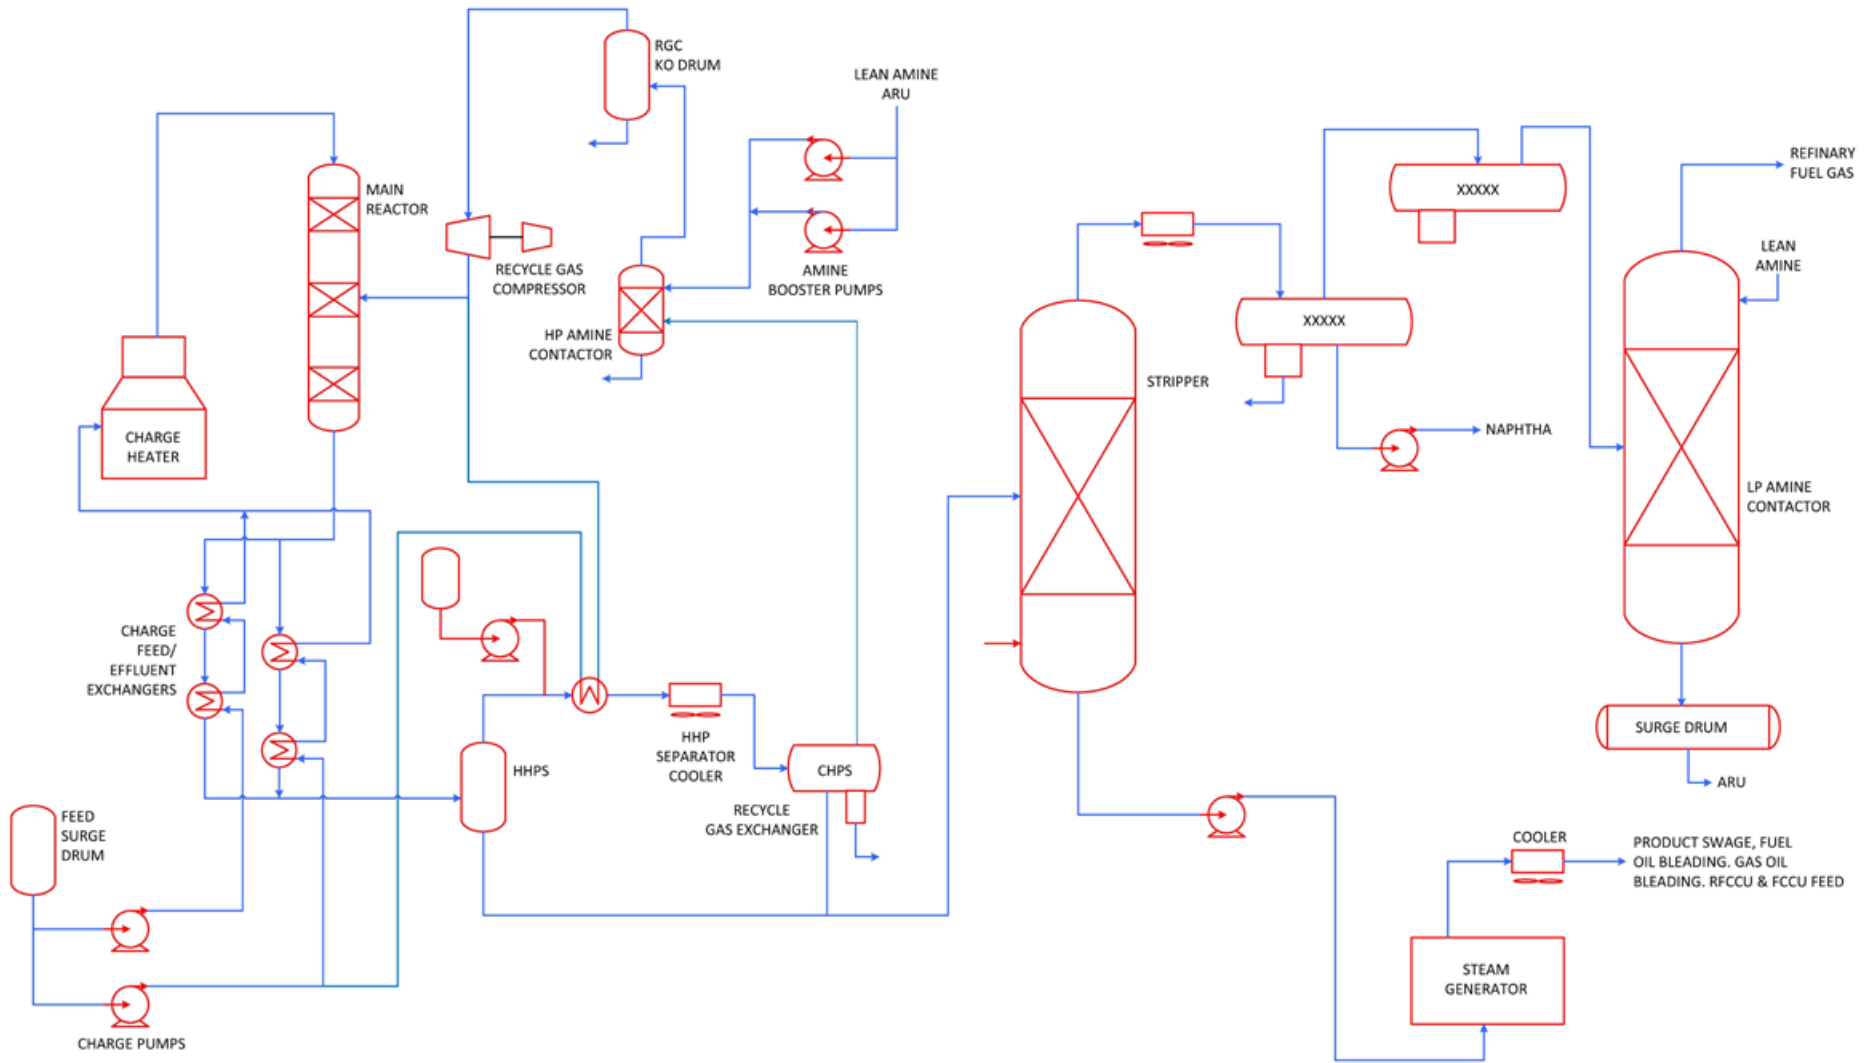 RGC
KO DRUM
LEAN AMINE
ARU
MAIN
REACTOR
RECYCLE GAS
COMPRESSOR
AMINE
BOOSTER PUMPS
HP AMINE
CONTACTOR
CHARGE
HEATER
XXXXX
REFINARY
FUEL GAS
LEAN
AMINE
XXXXX
STRIPPER
NAPHTHA
LP AMINE
CONTACTOR
CHARGE
FEED/
EFFLUENT
EXCHANGERS
HHPS
HHP
SEPARATOR
COOLER
CHPS
RECYCLE
GAS EXCHANGER
SURGE DRUM
ARU
FEED
SURGE
DRUM
CHARGE PUMPS
COOLER
PRODUCT SWAGE, FUEL
OIL BLEADING. GAS OIL
BLEADING. RFCCU & FCCU FEED
STEAM
GENERATOR